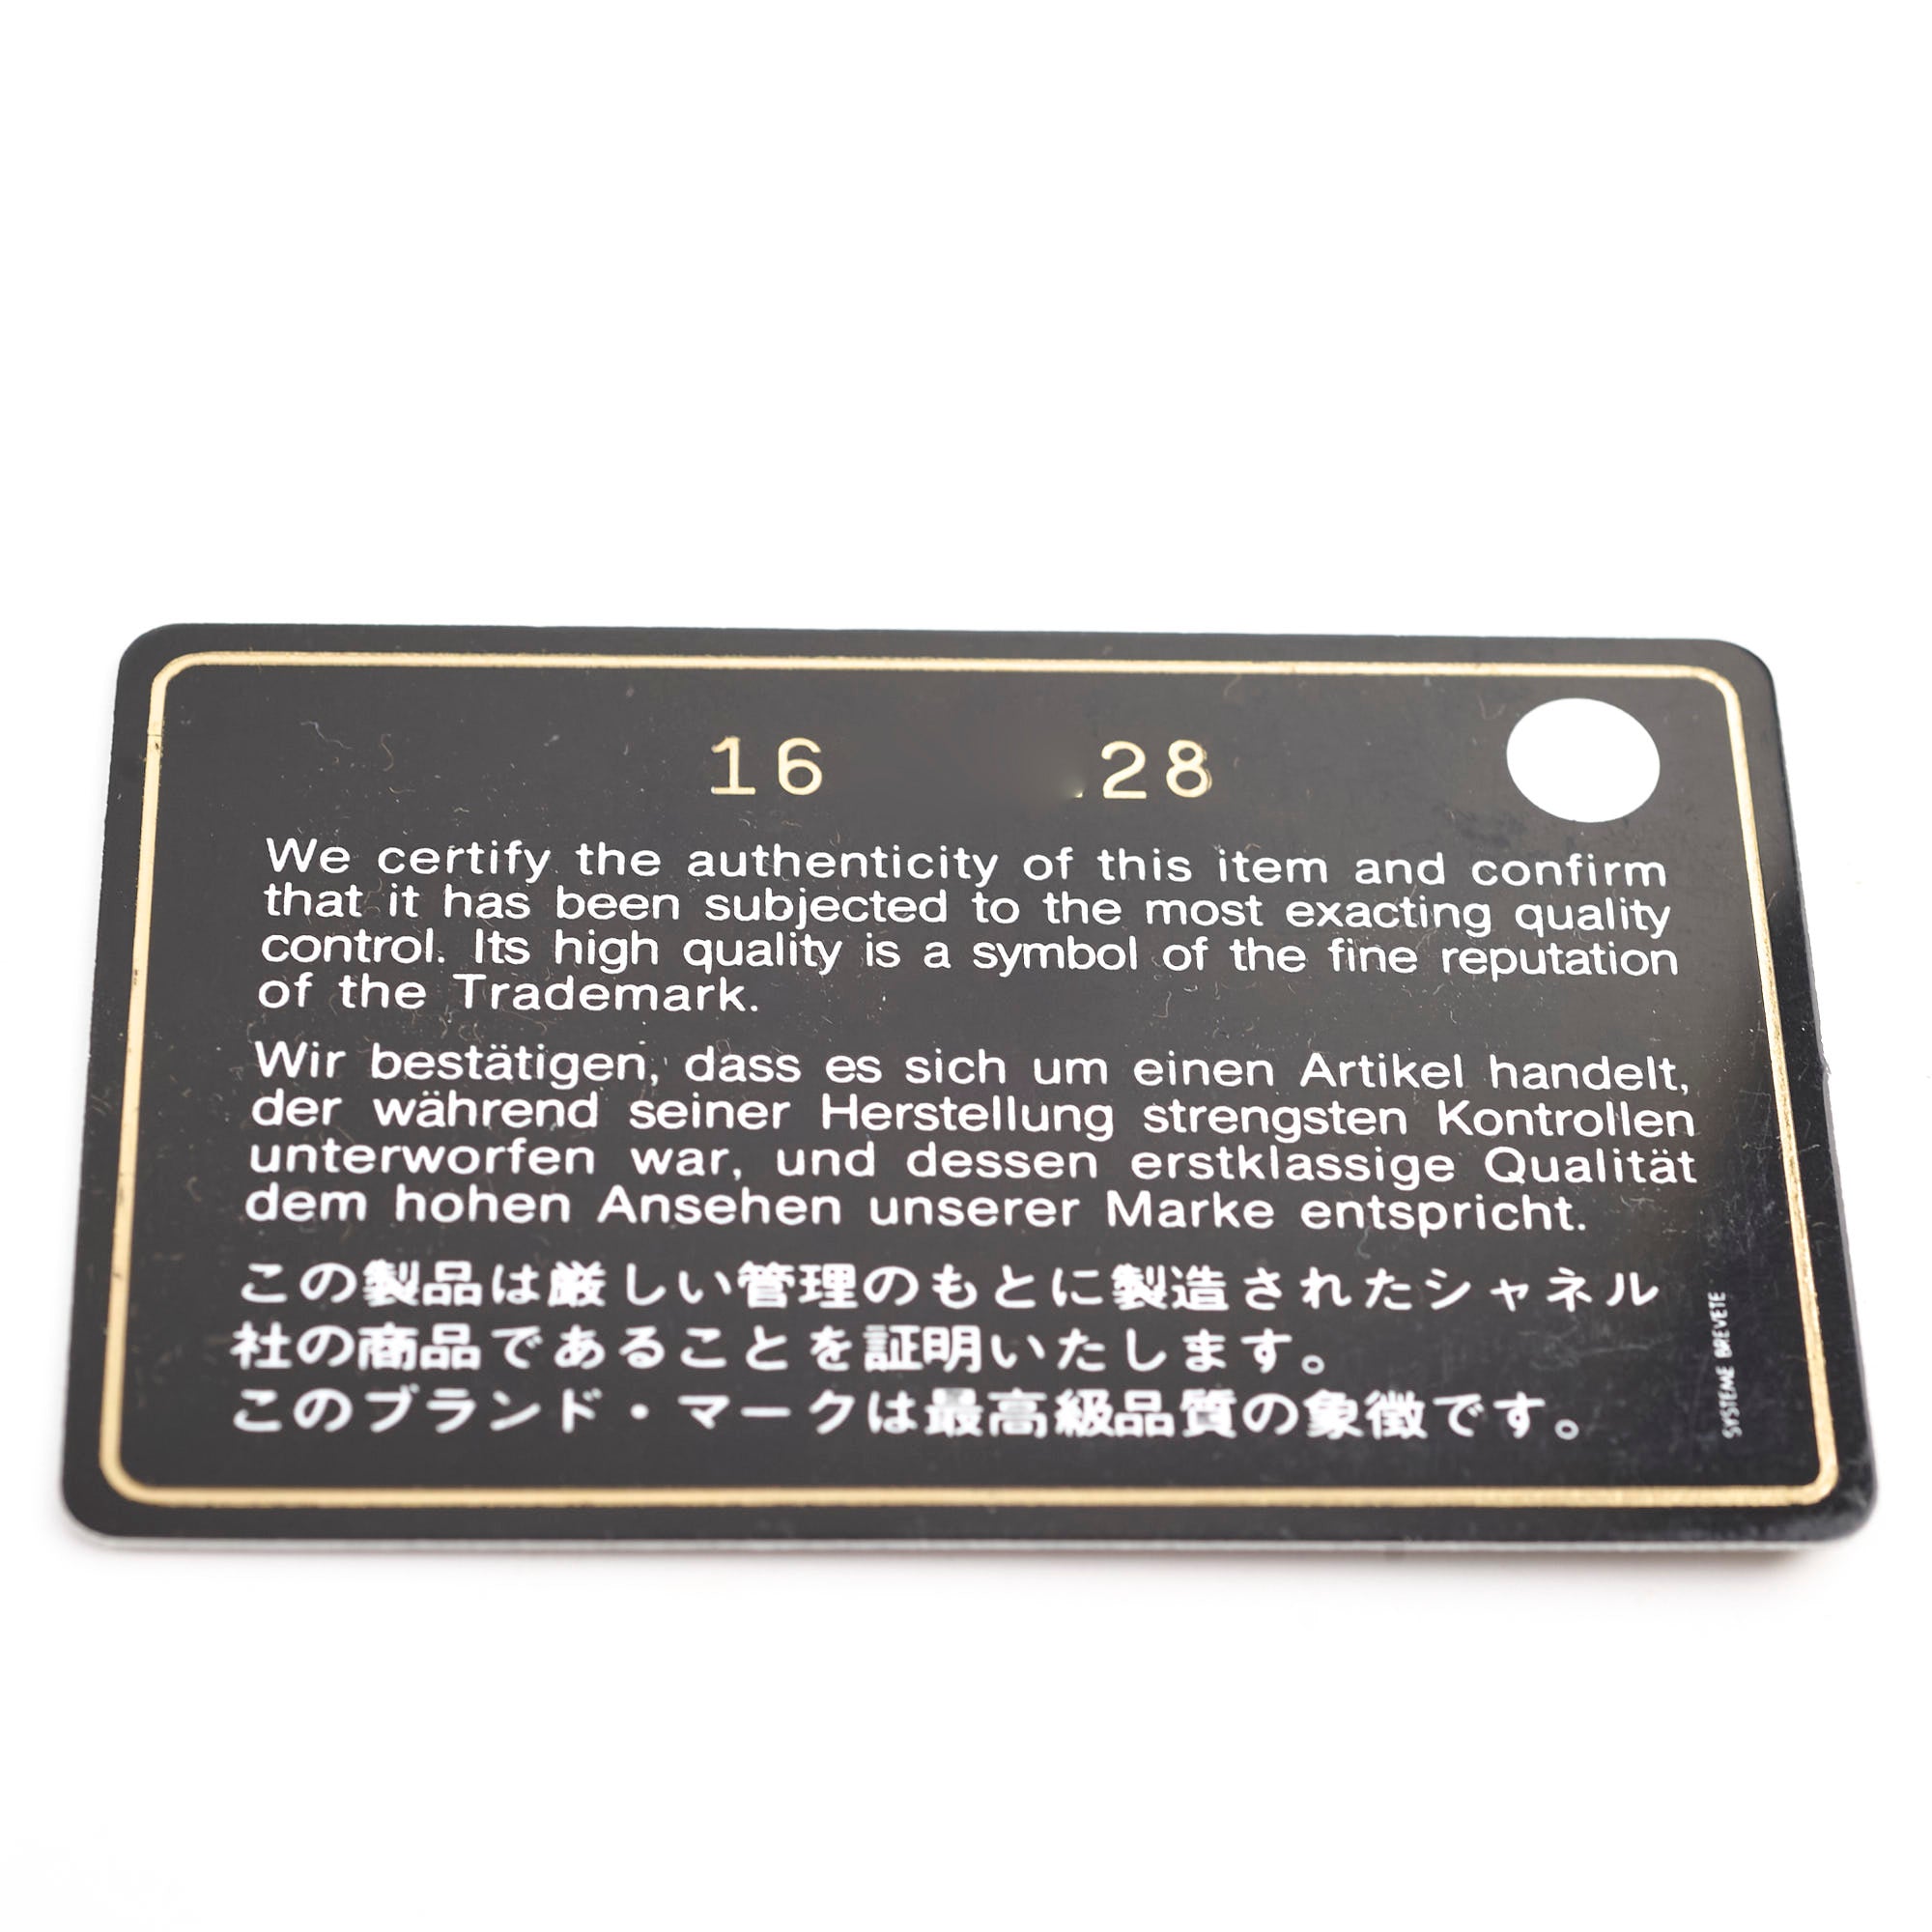 16 28
We certify the authenticity of this item and confirm
that it has been subjected to the most exacting quality
control. Its high quality is a symbol of the fine reputation
of the Trademark.
Wir bestätigen, dass es sich um einen Artikel handelt,
der während seiner Herstellung strengsten Kontrollen
unterworfen war, und dessen erstklassige Qualität
dem hohen Ansehen unserer Marke entspricht.
この製品は厳しい管理のもとに製造されたシャネル
社の商品であることを証明いたします。
このブランド・マークは最高級品質の象徴です。
SYSTEME BREVETE